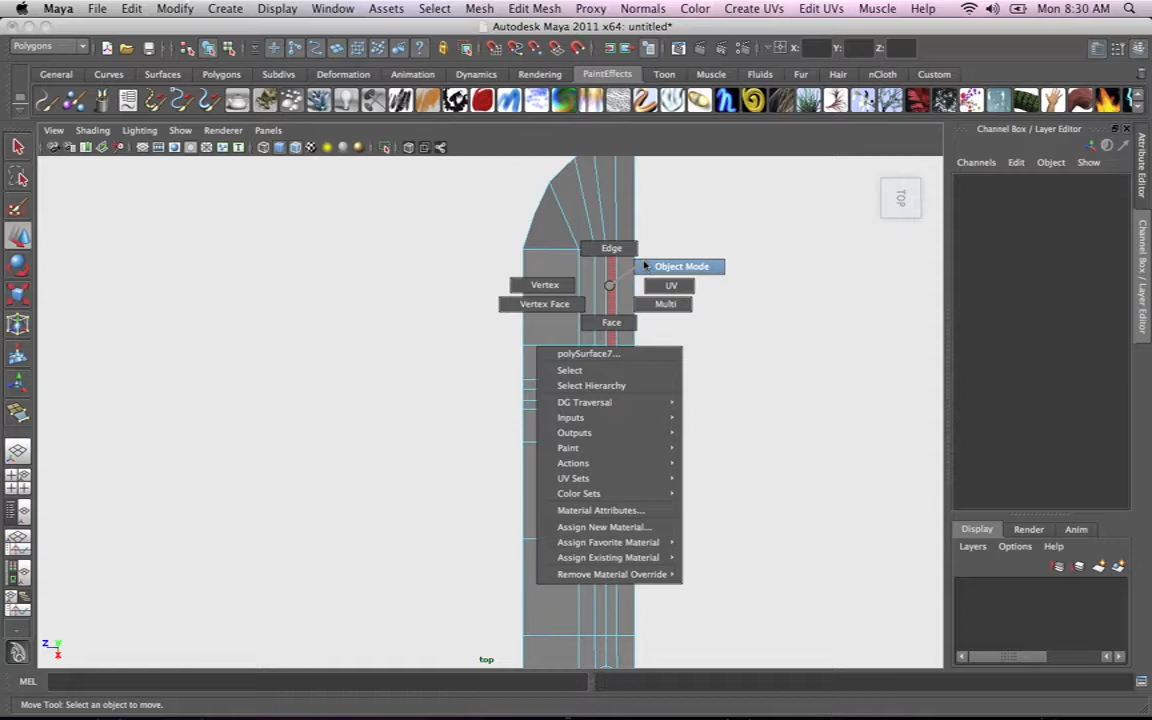 Maya File Edit Modify Create Display Window Assets Select Mesh Edit Mesh Proxy Normals Color Create UVs Edit UVs Muscle Help Mon 8:30 AM
Autodesk Maya 2011 x64: untitled*
Polygons X: Y: Z:
General Curves Surfaces Polygons Subdivs Deformation Animation Dynamics Rendering PaintEffects Toon Muscle Fluids Fur Hair nCloth Custom
View Shading Lighting Show Renderer Panels
Channel Box / Layer Editor
Channels Edit Object Show
Attribute Editor
Channel Box / Layer Editor
TOP
Edge
Object Mode
Vertex
UV
Vertex Face
Multi
Face
polySurface7...
Select
Select Hierarchy
DG Traversal
Inputs
Outputs
Paint
Actions
UV Sets
Color Sets
Material Attributes...
Assign New Material...
Assign Favorite Material
Assign Existing Material
Remove Material Override
Display Render Anim
Layers Options Help
z y
x
top
MEL
Move Tool: Select an object to move.